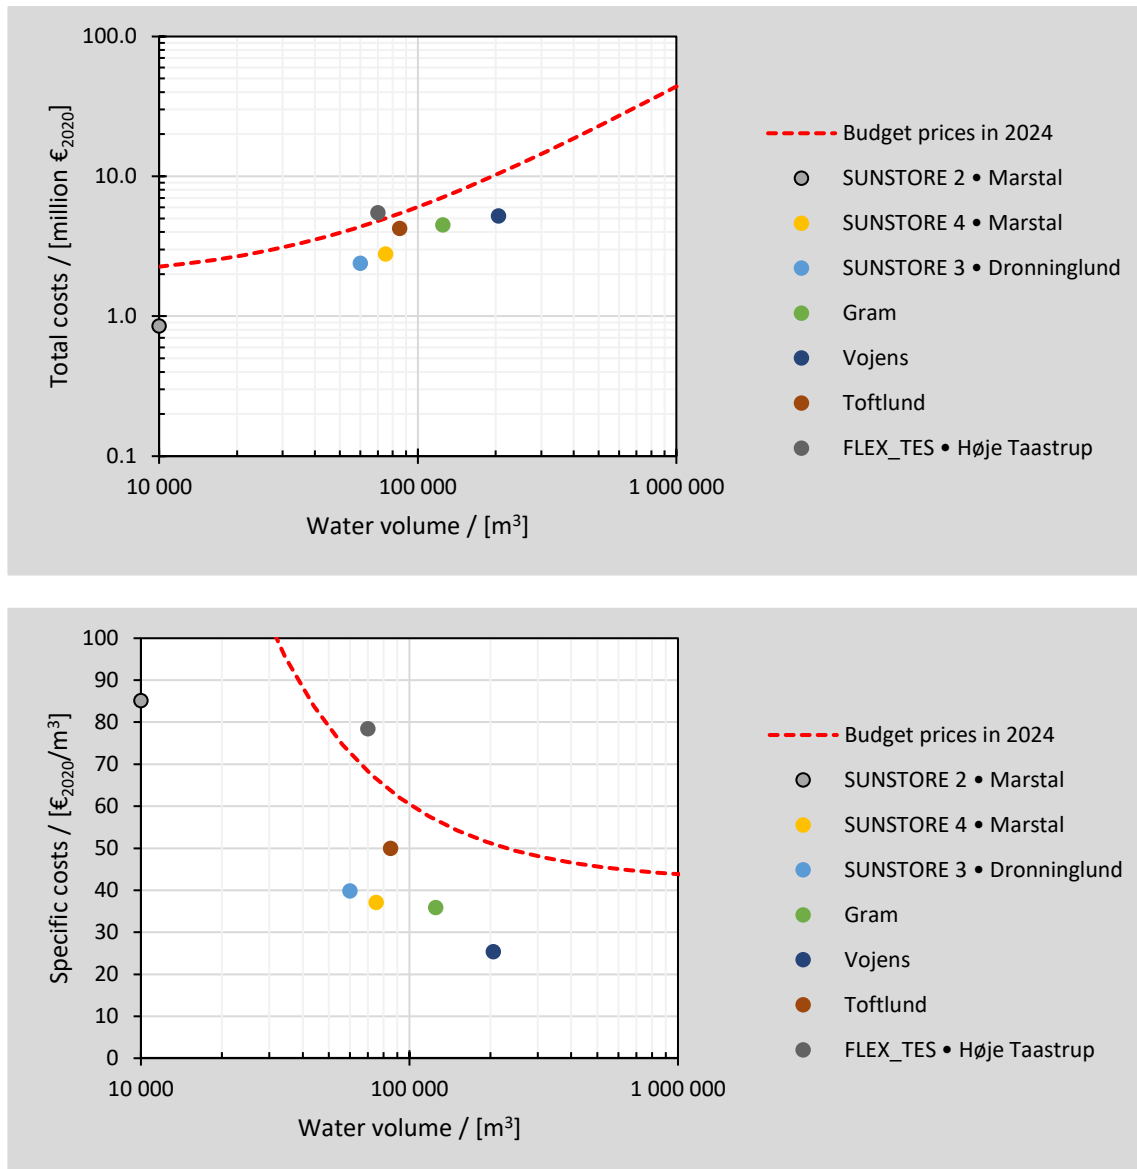 Total costs / [million €₂₀₂₀]
100.0
10.0
1.0
0.1
10 000
100 000
1 000 000
Water volume / [m³]
Budget prices in 2024
SUNSTORE 2 • Marstal
SUNSTORE 4 • Marstal
SUNSTORE 3 • Dronninglund
Gram
Vojens
Toftlund
FLEX_TES • Høje Taastrup
Specific costs / [€₂₀₂₀/m³]
100
90
80
70
60
50
40
30
20
10
0
10 000
100 000
1 000 000
Water volume / [m³]
Budget prices in 2024
SUNSTORE 2 • Marstal
SUNSTORE 4 • Marstal
SUNSTORE 3 • Dronninglund
Gram
Vojens
Toftlund
FLEX_TES • Høje Taastrup